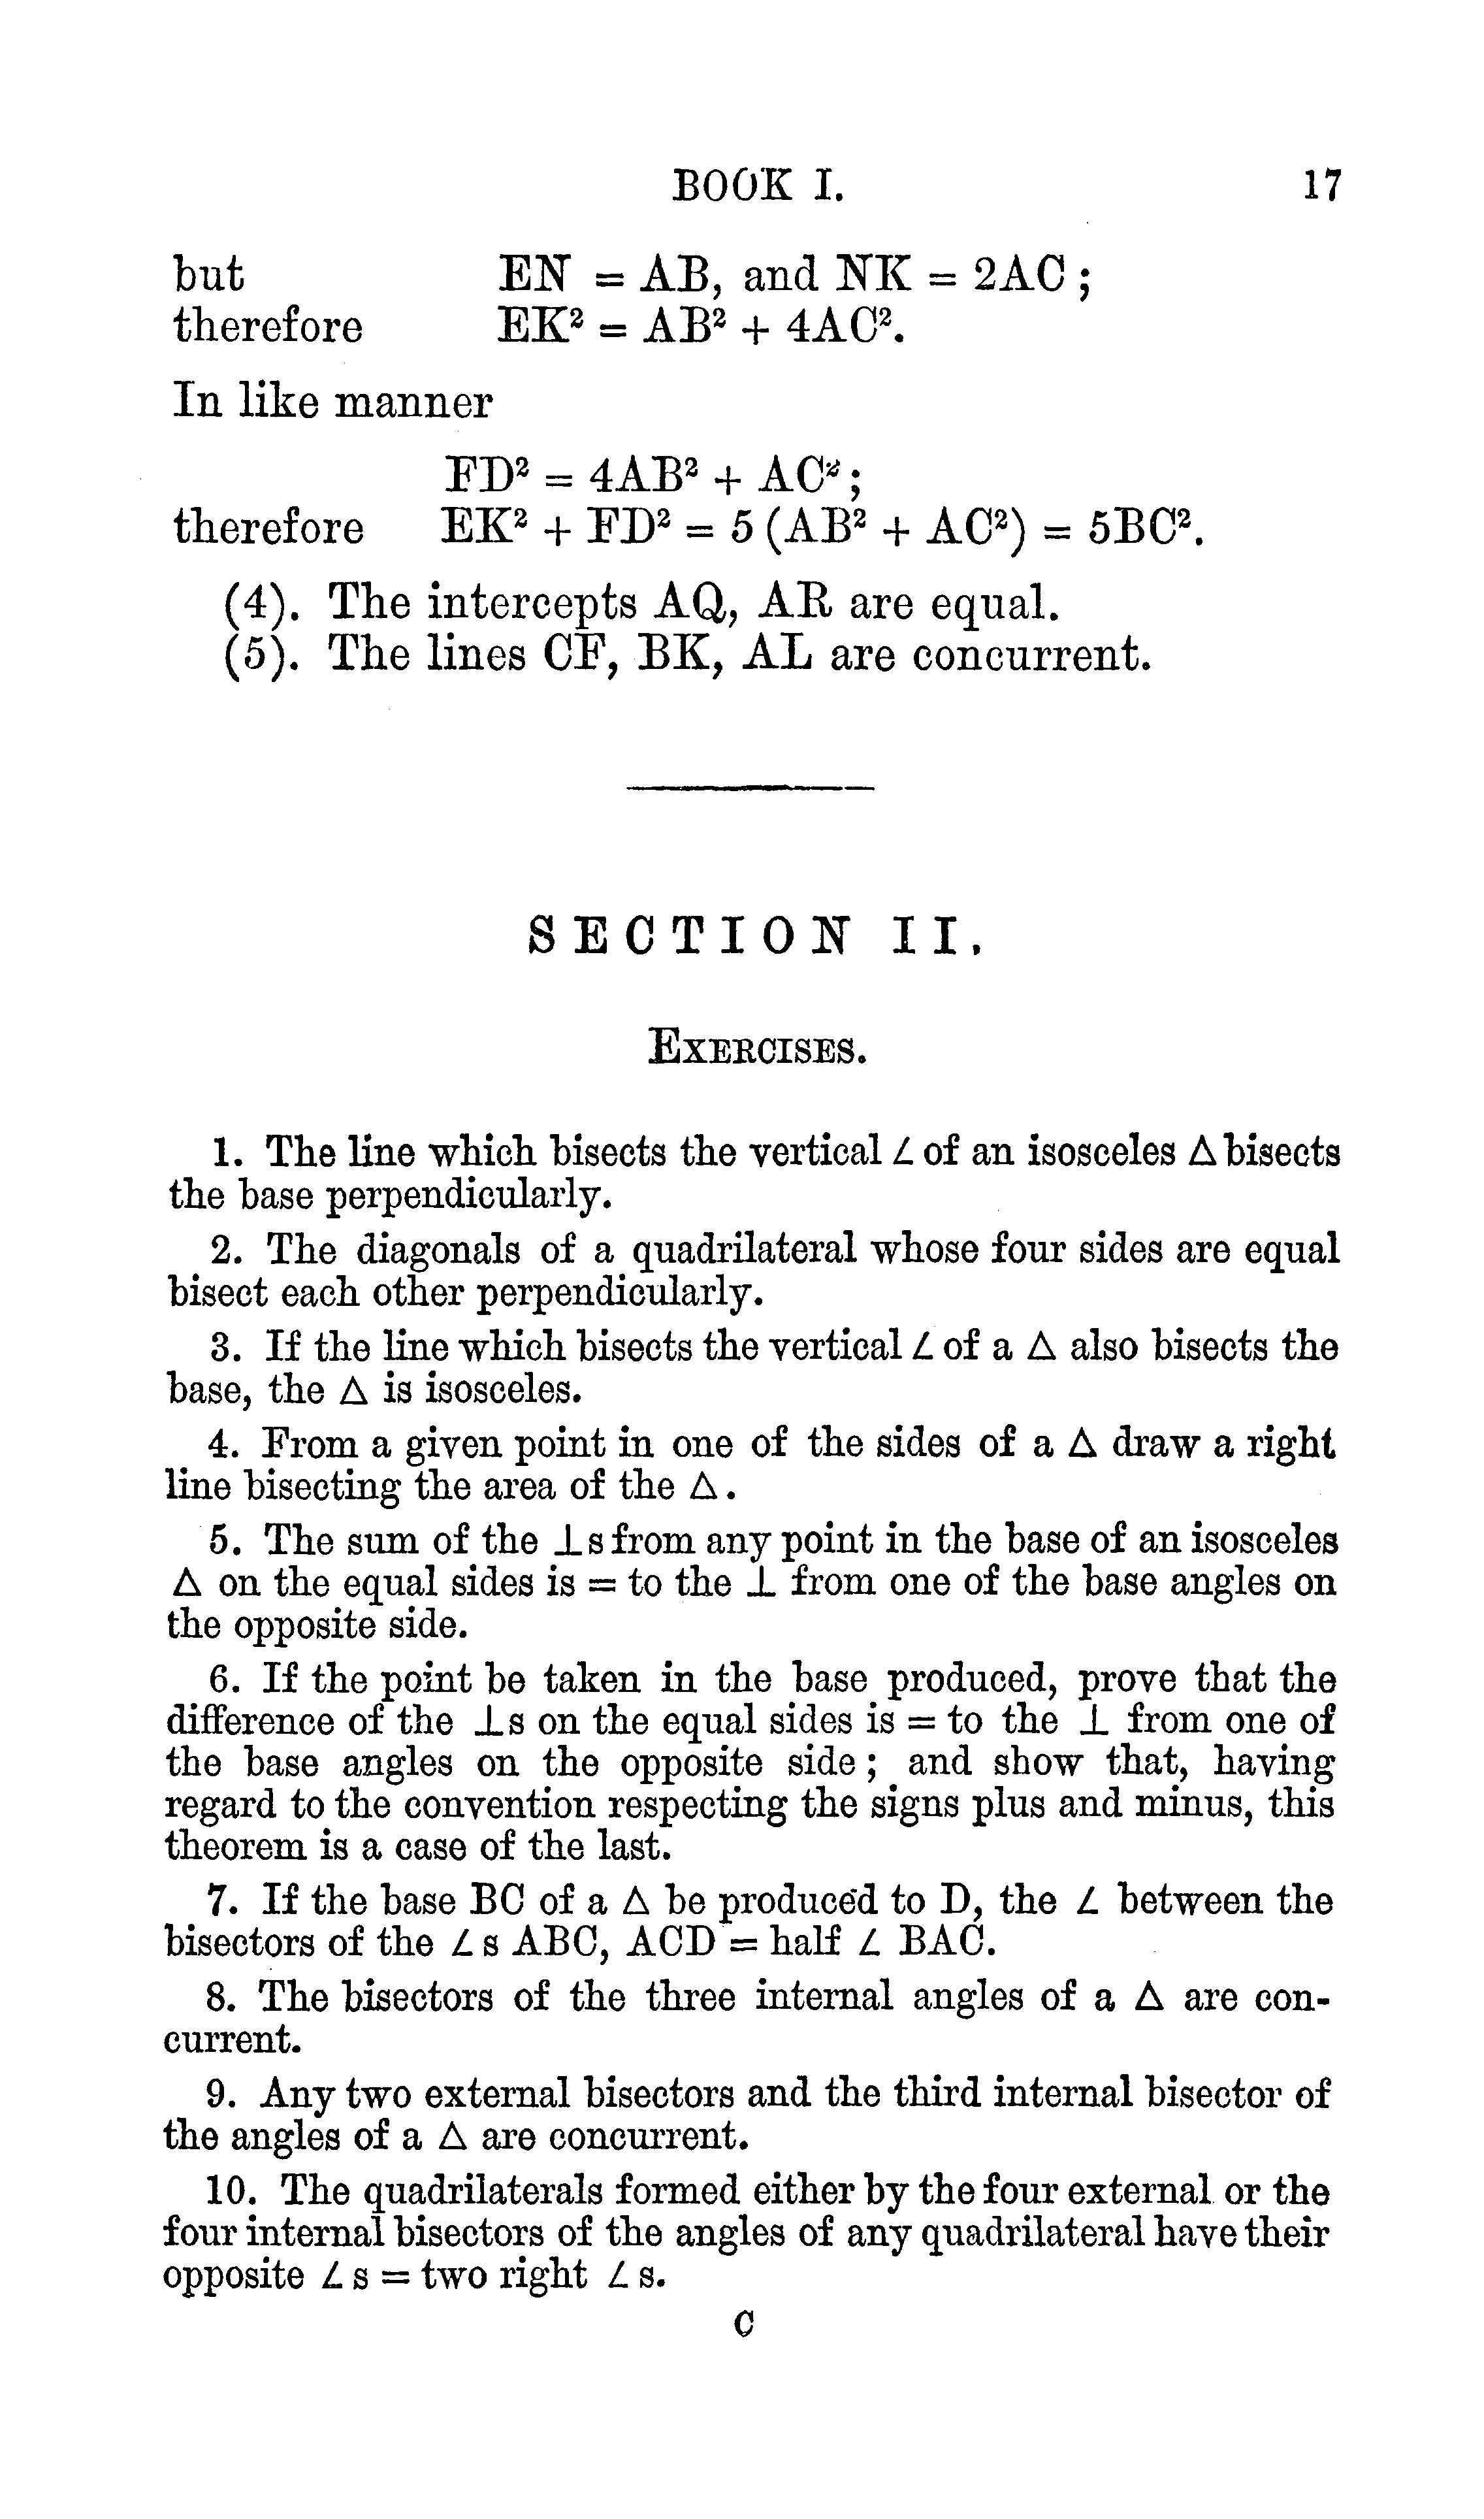 BOOK I. 17
but EN = AB, and NK = 2AC ;
therefore EK² = AB² + 4AC².
In like manner
FD² = 4AB² + AC² ;
therefore EK² + FD² = 5 (AB² + AC²) = 5BC².
(4). The intercepts AQ, AR are equal.
(5). The lines CF, BK, AL are concurrent.
SECTION II.
EXERCISES.
1. The line which bisects the vertical ∠ of an isosceles △ bisects
the base perpendicularly.
2. The diagonals of a quadrilateral whose four sides are equal
bisect each other perpendicularly.
3. If the line which bisects the vertical ∠ of a △ also bisects the
base, the △ is isosceles.
4. From a given point in one of the sides of a △ draw a right
line bisecting the area of the △.
5. The sum of the ⊥s from any point in the base of an isosceles
△ on the equal sides is = to the ⊥ from one of the base angles on
the opposite side.
6. If the point be taken in the base produced, prove that the
difference of the ⊥s on the equal sides is = to the ⊥ from one of
the base angles on the opposite side ; and show that, having
regard to the convention respecting the signs plus and minus, this
theorem is a case of the last.
7. If the base BC of a △ be produced to D, the ∠ between the
bisectors of the ∠s ABC, ACD = half ∠ BAC.
8. The bisectors of the three internal angles of a △ are con-
current.
9. Any two external bisectors and the third internal bisector of
the angles of a △ are concurrent.
10. The quadrilaterals formed either by the four external or the
four internal bisectors of the angles of any quadrilateral have their
opposite ∠s = two right ∠s.
C